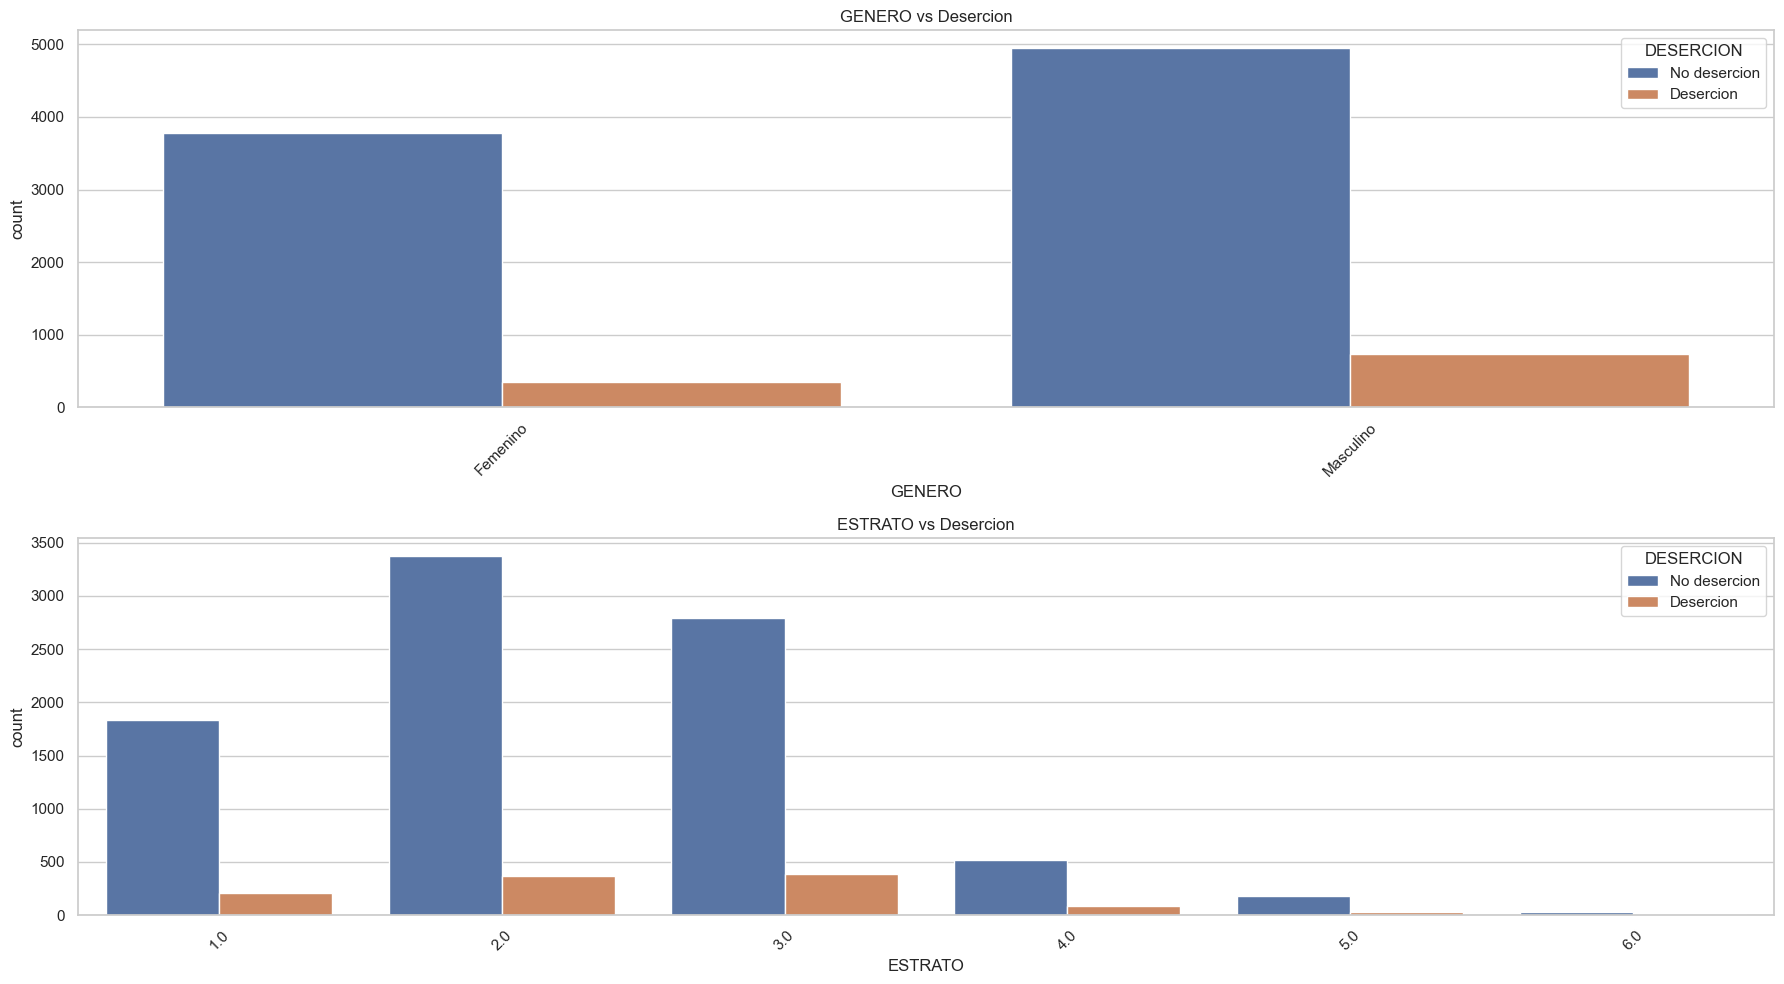 GENERO vs Desercion
5000
4000
3000
2000
1000
0
count
DESERCION
No desercion
Desercion
Femenino
Masculino
GENERO
ESTRATO vs Desercion
3500
3000
2500
2000
1500
1000
500
0
count
DESERCION
No desercion
Desercion
1.0
2.0
3.0
4.0
5.0
6.0
ESTRATO